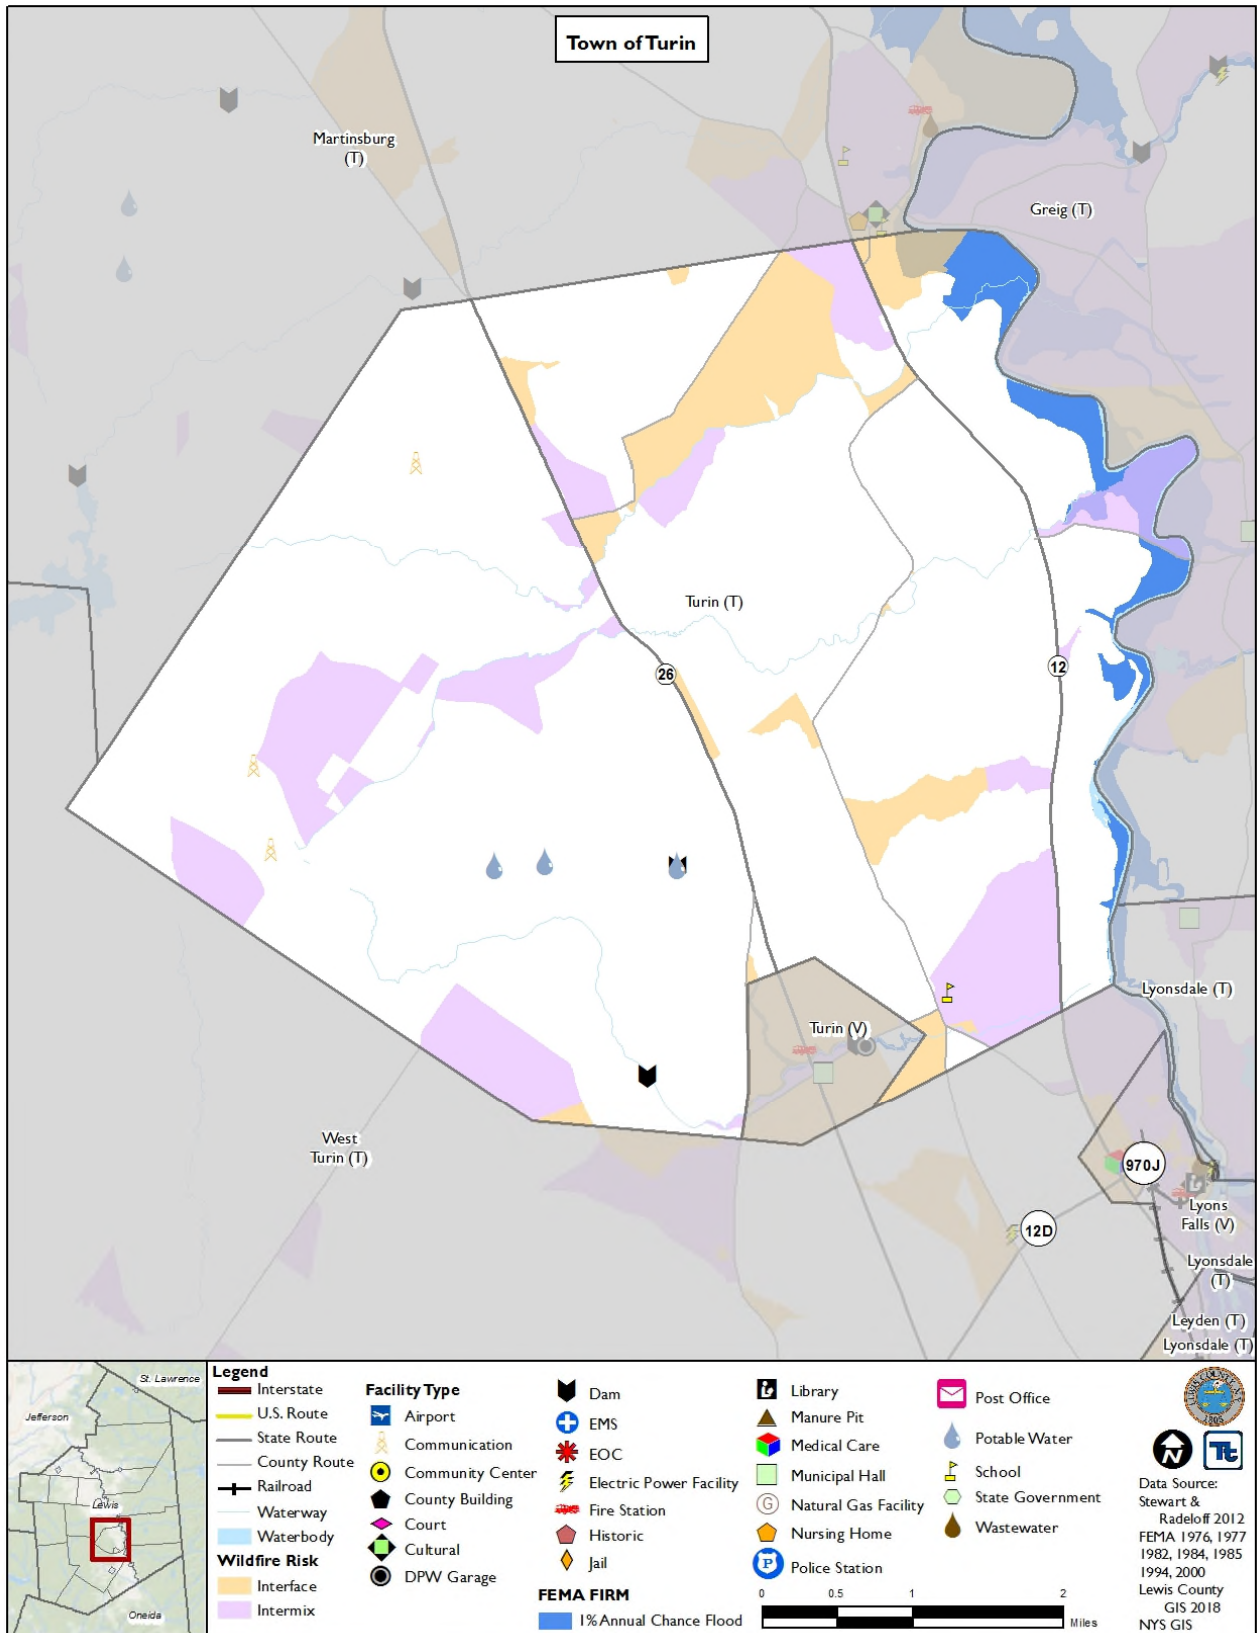 Town of Turin
Martinsburg
(T)
Greig (T)
Turin (T)
26
12
Lyonsdale (T)
Turin (V)
West
Turin (T)
970J
Lyons
Falls (V)
12D
Lyonsdale
(T)
Leyden (T)
Lyonsdale (T)
St. Lawrence
Jefferson
Lewis
Oneida
Legend
Interstate
U.S. Route
State Route
County Route
Railroad
Waterway
Waterbody
Wildfire Risk
Interface
Intermix
Facility Type
Airport
Communication
Community Center
County Building
Court
Cultural
DPW Garage
Dam
EMS
EOC
Electric Power Facility
Fire Station
Historic
Jail
FEMA FIRM
1% Annual Chance Flood
Library
Manure Pit
Medical Care
Municipal Hall
G
Natural Gas Facility
Nursing Home
P
Police Station
0 0.5 1 2
Miles
Post Office
Potable Water
School
State Government
Wastewater
LEWIS COUNTY, N.Y.
1805
N
Tt
Data Source:
Stewart &
Radeloff 2012
FEMA 1976, 1977
1982, 1984, 1985
1994, 2000
Lewis County
GIS 2018
NYS GIS